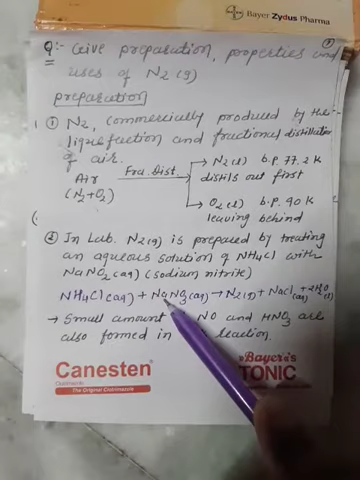 BAYER Bayer Zydus Pharma
Q:- Give preparation, properties and
uses of N2(g)
preparation
① N2, commercially produced by the
liquefaction and fractional distillation
of air.
Air Fra. Dist. N2(l) b.p 77.2 K
(N2+O2) distils out first
O2(l) b.p. 90 K
leaving behind
② In Lab. N2(g) is prepared by treating
an aqueous solution of NH4Cl with
NaNO2(aq) (sodium nitrite)
NH4Cl(aq) + NaNO3(aq) → N2(g) + NaCl(aq) + 2H2O(l)
→ Small amount NO and HNO3 are
also formed in reaction.
Canesten
Clotrimazole
The Original Clotrimazole
Bayer's
TONIC